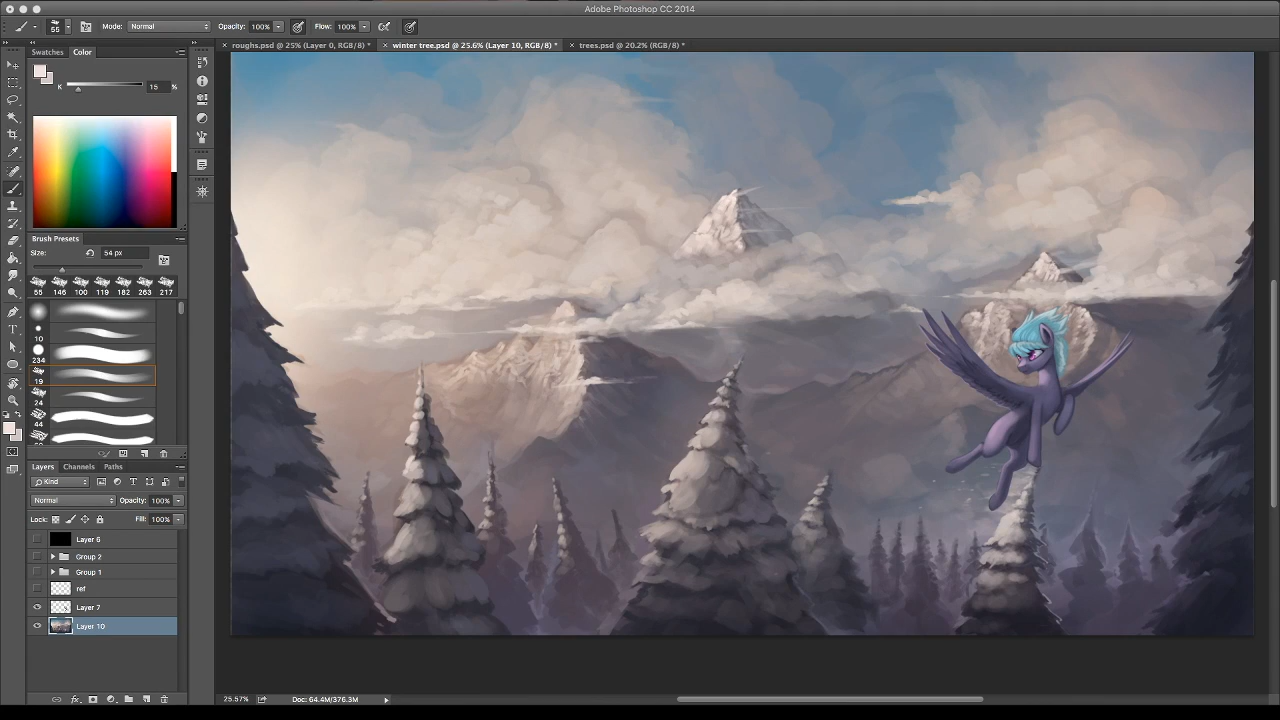 Adobe Photoshop CC 2014
55 Mode: Normal Opacity: 100% Flow: 100%
roughs.psd @ 25% (Layer 0, RGB/8) * winter tree.psd @ 25.6% (Layer 10, RGB/8) * trees.psd @ 20.2% (RGB/8) *
Swatches Color
K 15 %
Brush Presets
Size: 54 px
55 146 100 119 182 263 217
10
234
19
24
44
Layers Channels Paths
Kind
Normal Opacity: 100%
Lock: Fill: 100%
Layer 6
Group 2
Group 1
ref
Layer 7
Layer 10
25.57% Doc: 64.4M/376.3M